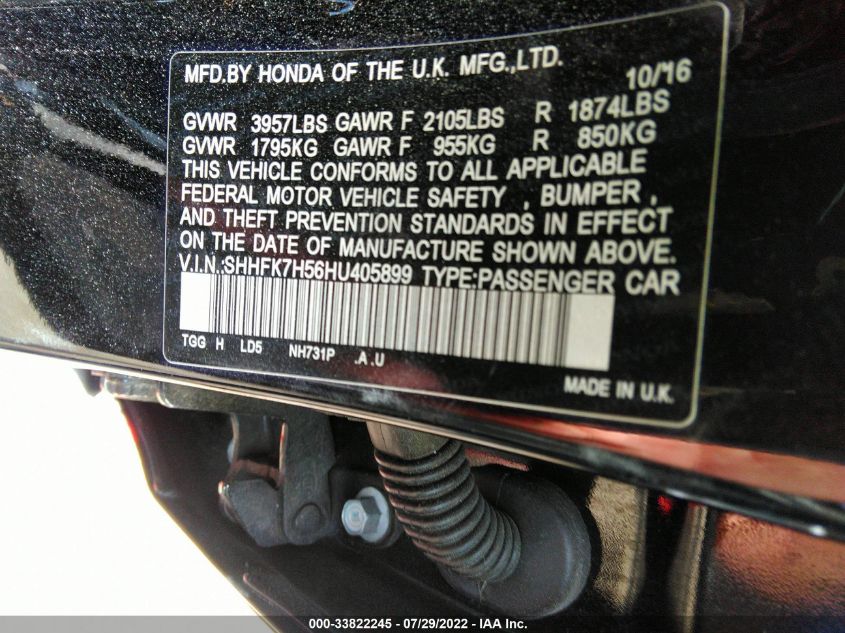 MFD.BY HONDA OF THE U.K. MFG.,LTD. 10/16
GVWR 3957LBS GAWR F 2105LBS R 1874LBS
GVWR 1795KG GAWR F 955KG R 850KG
THIS VEHICLE CONFORMS TO ALL APPLICABLE
FEDERAL MOTOR VEHICLE SAFETY , BUMPER ,
AND THEFT PREVENTION STANDARDS IN EFFECT
ON THE DATE OF MANUFACTURE SHOWN ABOVE.
V.I.N.:SHHFK7H56HU405899 TYPE:PASSENGER CAR
TGG H LD5 NH731P .A .U
MADE IN U.K.
000-33822245 / 07/29/2022 - IAA Inc.